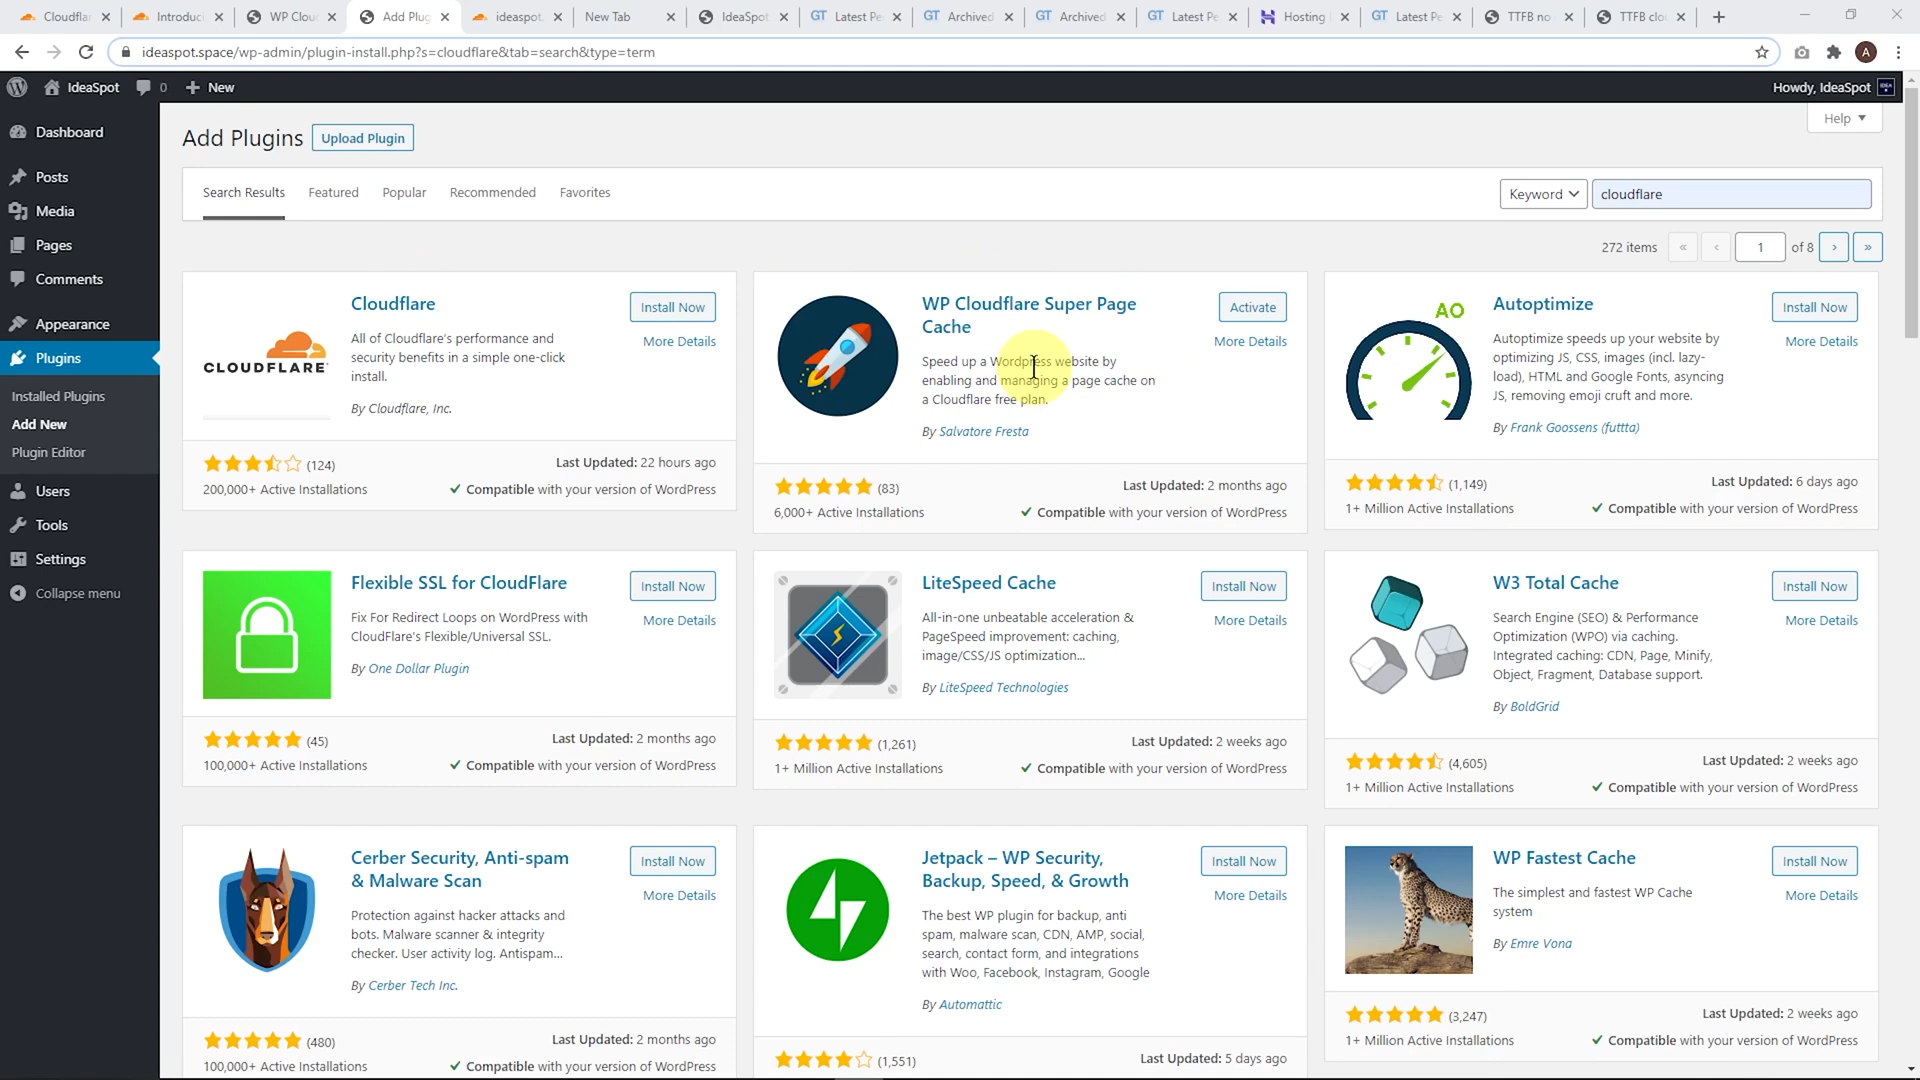 Cloudflar
Introduci
WP Clou
Add Plug
ideaspot.
New Tab
IdeaSpot
GT Latest Pe
GT Archived
GT Archived
GT Latest Pe
Hosting
GT Latest Pe
TTFB no
TTFB clo
ideaspot.space/wp-admin/plugin-install.php?s=cloudflare&tab=search&type=term
A
IdeaSpot
0
New
Howdy, IdeaSpot
Dashboard
Posts
Media
Pages
Comments
Appearance
Plugins
Installed Plugins
Add New
Plugin Editor
Users
Tools
Settings
Collapse menu
Add Plugins
Upload Plugin
Help
Search Results
Featured
Popular
Recommended
Favorites
Keyword
cloudflare
272 items
«
‹
1
of 8
›
»
CLOUDFLARE
Cloudflare
Install Now
More Details
All of Cloudflare's performance and
security benefits in a simple one-click
install.
By Cloudflare, Inc.
(124)
Last Updated: 22 hours ago
200,000+ Active Installations
Compatible with your version of WordPress
WP Cloudflare Super Page
Cache
Activate
More Details
Speed up a Wordpress website by
enabling and managing a page cache on
a Cloudflare free plan.
By Salvatore Fresta
(83)
Last Updated: 2 months ago
6,000+ Active Installations
Compatible with your version of WordPress
AO
Autoptimize
Install Now
More Details
Autoptimize speeds up your website by
optimizing JS, CSS, images (incl. lazy-
load), HTML and Google Fonts, asyncing
JS, removing emoji cruft and more.
By Frank Goossens (futtta)
(1,149)
Last Updated: 6 days ago
1+ Million Active Installations
Compatible with your version of WordPress
Flexible SSL for CloudFlare
Install Now
More Details
Fix For Redirect Loops on WordPress with
CloudFlare's Flexible/Universal SSL.
By One Dollar Plugin
(45)
Last Updated: 2 months ago
100,000+ Active Installations
Compatible with your version of WordPress
LiteSpeed Cache
Install Now
More Details
All-in-one unbeatable acceleration &
PageSpeed improvement: caching,
image/CSS/JS optimization...
By LiteSpeed Technologies
(1,261)
Last Updated: 2 weeks ago
1+ Million Active Installations
Compatible with your version of WordPress
W3 Total Cache
Install Now
More Details
Search Engine (SEO) & Performance
Optimization (WPO) via caching.
Integrated caching: CDN, Page, Minify,
Object, Fragment, Database support.
By BoldGrid
(4,605)
Last Updated: 2 weeks ago
1+ Million Active Installations
Compatible with your version of WordPress
Cerber Security, Anti-spam
& Malware Scan
Install Now
More Details
Protection against hacker attacks and
bots. Malware scanner & integrity
checker. User activity log. Antispam...
By Cerber Tech Inc.
(480)
Last Updated: 2 months ago
100,000+ Active Installations
Compatible with your version of WordPress
Jetpack – WP Security,
Backup, Speed, & Growth
Install Now
More Details
The best WP plugin for backup, anti
spam, malware scan, CDN, AMP, social,
search, contact form, and integrations
with Woo, Facebook, Instagram, Google
By Automattic
(1,551)
Last Updated: 5 days ago
WP Fastest Cache
Install Now
More Details
The simplest and fastest WP Cache
system
By Emre Vona
(3,247)
Last Updated: 2 weeks ago
1+ Million Active Installations
Compatible with your version of WordPress